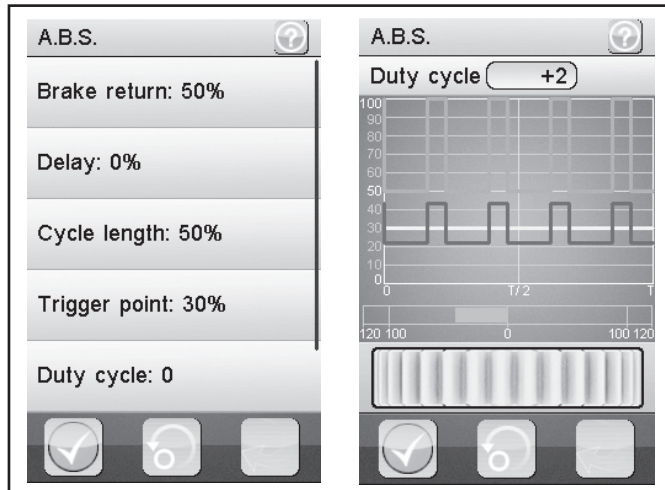 A.B.S.
?
Brake return: 50%
Delay: 0%
Cycle length: 50%
Trigger point: 30%
Duty cycle: 0
A.B.S.
?
Duty cycle +2
100
90
80
70
60
50
40
30
20
10
0
0 T/2 T
120 100 0 100 120